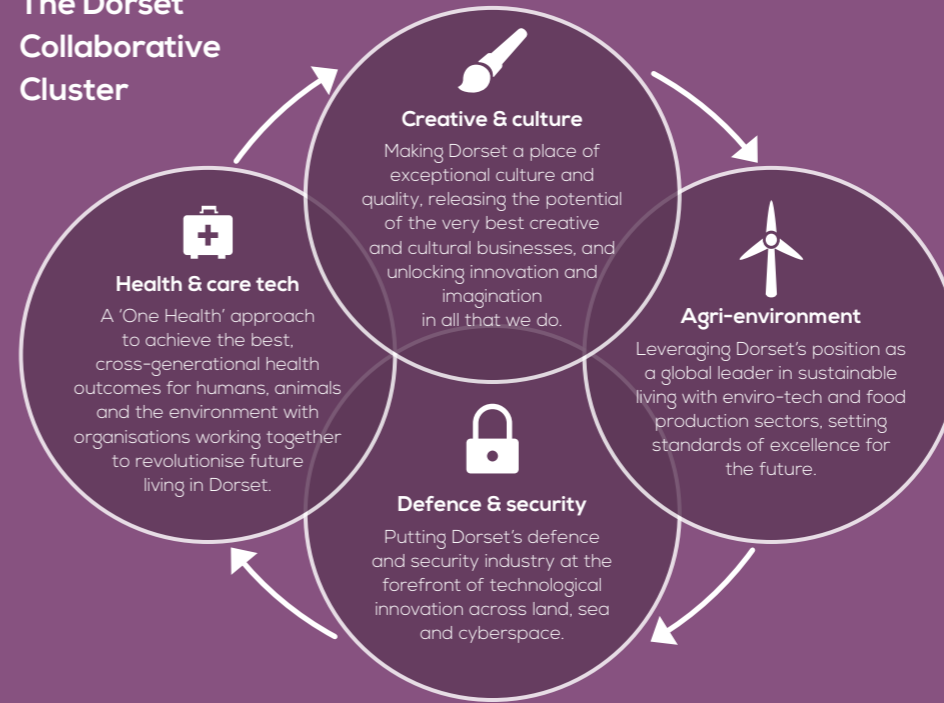 The Dorset
Collaborative
Cluster
Creative & culture
Making Dorset a place of
exceptional culture and
quality, releasing the potential
of the very best creative
and cultural businesses, and
unlocking innovation and
imagination
in all that we do.
Health & care tech
A ‘One Health’ approach
to achieve the best,
cross-generational health
outcomes for humans, animals
and the environment with
organisations working together
to revolutionise future
living in Dorset.
Agri-environment
Leveraging Dorset’s position as
a global leader in sustainable
living with enviro-tech and food
production sectors, setting
standards of excellence for
the future.
Defence & security
Putting Dorset’s defence
and security industry at the
forefront of technological
innovation across land, sea
and cyberspace.